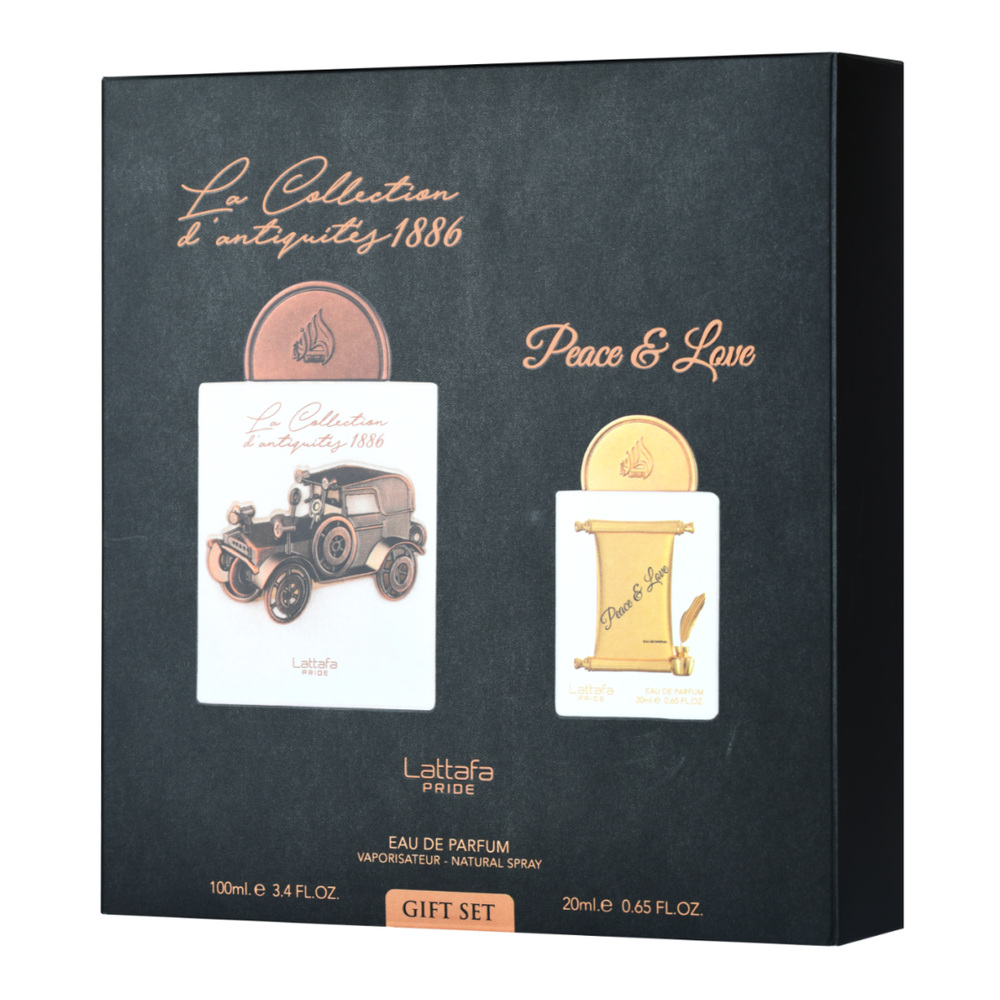 La Collection
d'antiquités 1886
Peace & Love
La Collection
d'antiquités 1886
Lattafa
PRIDE
Peace & Love
Lattafa
PRIDE
EAU DE PARFUM
20ml.e 0.65 FL.OZ.
Lattafa
PRIDE
EAU DE PARFUM
VAPORISATEUR - NATURAL SPRAY
100ml.e 3.4 FL.OZ.
GIFT SET
20ml.e 0.65 FL.OZ.